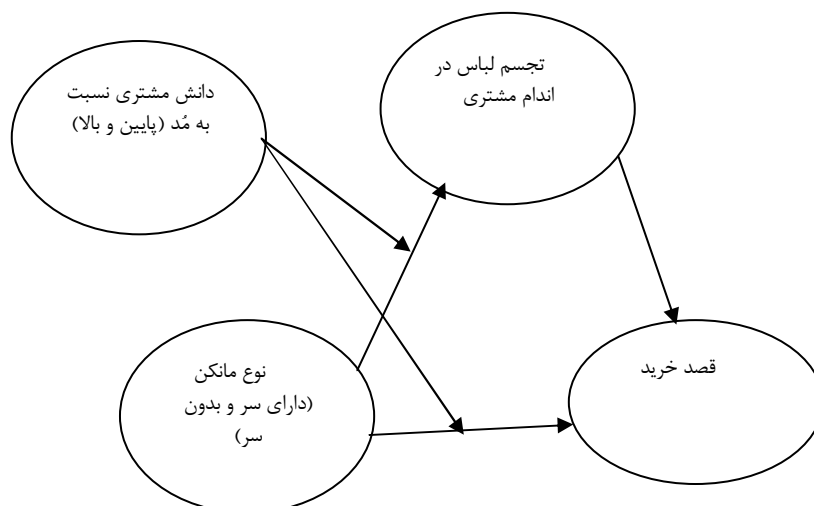 تجسم لباس در
اندام مشتری
دانش مشتری نسبت
به مُد (پایین و بالا)
نوع مانکن
(دارای سر و بدون
سر)
قصد خرید